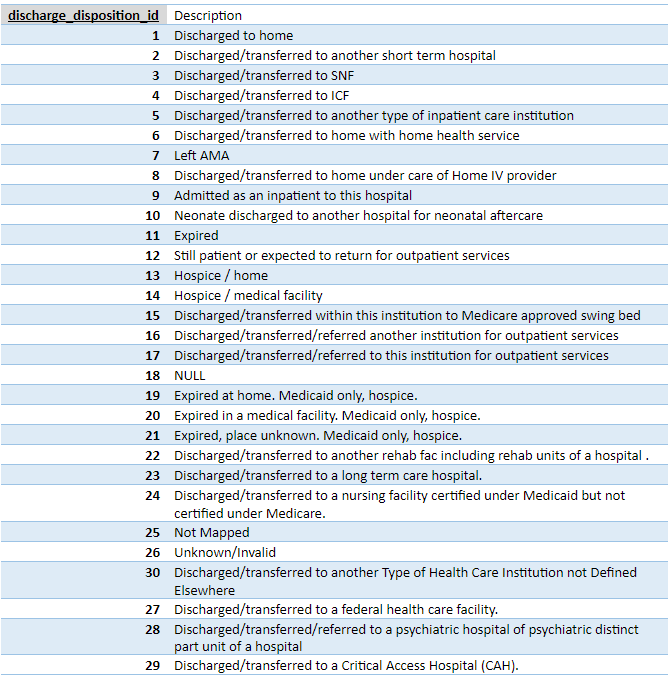 discharge_disposition_id Description
1 Discharged to home
2 Discharged/transferred to another short term hospital
3 Discharged/transferred to SNF
4 Discharged/transferred to ICF
5 Discharged/transferred to another type of inpatient care institution
6 Discharged/transferred to home with home health service
7 Left AMA
8 Discharged/transferred to home under care of Home IV provider
9 Admitted as an inpatient to this hospital
10 Neonate discharged to another hospital for neonatal aftercare
11 Expired
12 Still patient or expected to return for outpatient services
13 Hospice / home
14 Hospice / medical facility
15 Discharged/transferred within this institution to Medicare approved swing bed
16 Discharged/transferred/referred another institution for outpatient services
17 Discharged/transferred/referred to this institution for outpatient services
18 NULL
19 Expired at home. Medicaid only, hospice.
20 Expired in a medical facility. Medicaid only, hospice.
21 Expired, place unknown. Medicaid only, hospice.
22 Discharged/transferred to another rehab fac including rehab units of a hospital .
23 Discharged/transferred to a long term care hospital.
24 Discharged/transferred to a nursing facility certified under Medicaid but not
certified under Medicare.
25 Not Mapped
26 Unknown/Invalid
30 Discharged/transferred to another Type of Health Care Institution not Defined
Elsewhere
27 Discharged/transferred to a federal health care facility.
28 Discharged/transferred/referred to a psychiatric hospital of psychiatric distinct
part unit of a hospital
29 Discharged/transferred to a Critical Access Hospital (CAH).